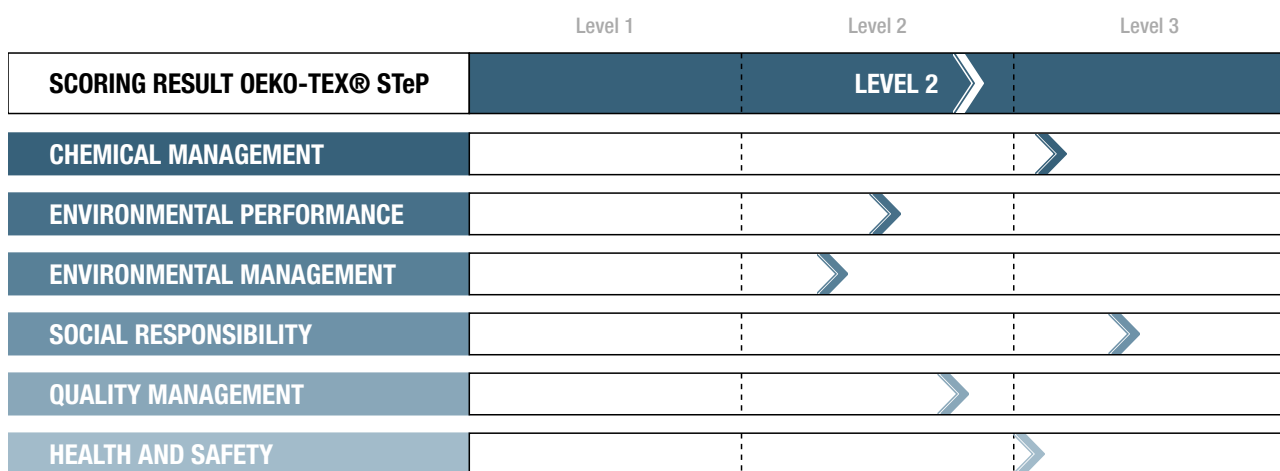 Level 1 Level 2 Level 3
SCORING RESULT OEKO-TEX® STeP LEVEL 2
CHEMICAL MANAGEMENT
ENVIRONMENTAL PERFORMANCE
ENVIRONMENTAL MANAGEMENT
SOCIAL RESPONSIBILITY
QUALITY MANAGEMENT
HEALTH AND SAFETY